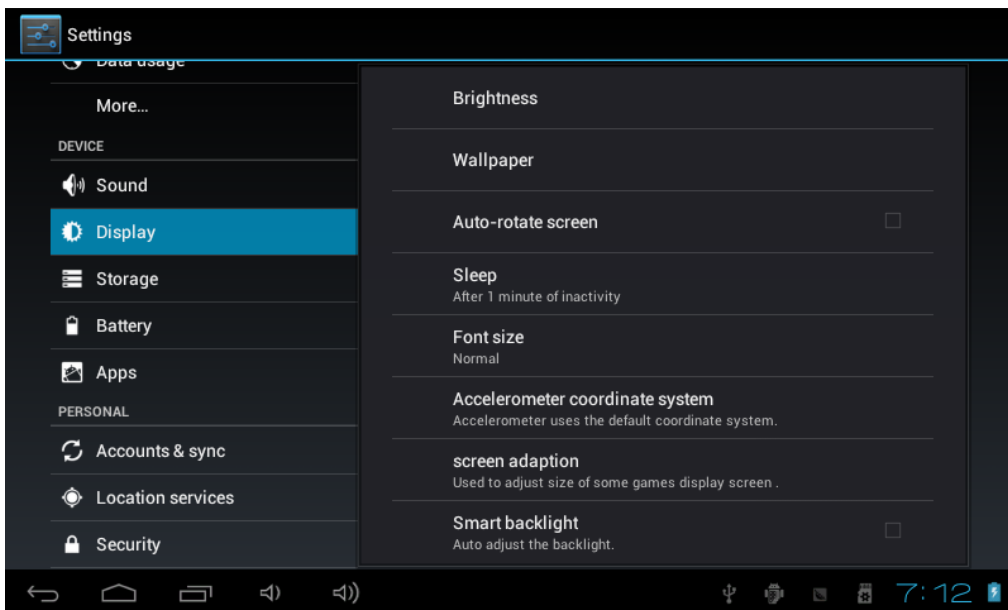 Settings
Data usage
More...
DEVICE
Sound
Display
Storage
Battery
Apps
PERSONAL
Accounts & sync
Location services
Security
Brightness
Wallpaper
Auto-rotate screen
Sleep
After 1 minute of inactivity
Font size
Normal
Accelerometer coordinate system
Accelerometer uses the default coordinate system.
screen adaption
Used to adjust size of some games display screen .
Smart backlight
Auto adjust the backlight.
7:12